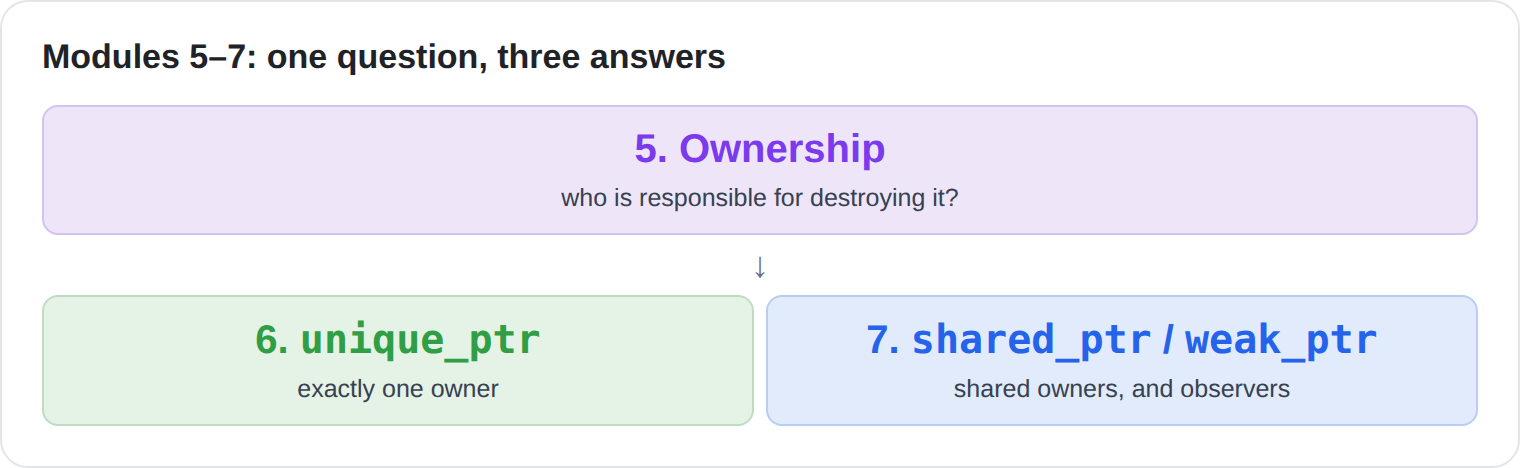 Modules 5–7: one question, three answers
5. Ownership
who is responsible for destroying it?
↓
6. unique_ptr
exactly one owner
7. shared_ptr / weak_ptr
shared owners, and observers